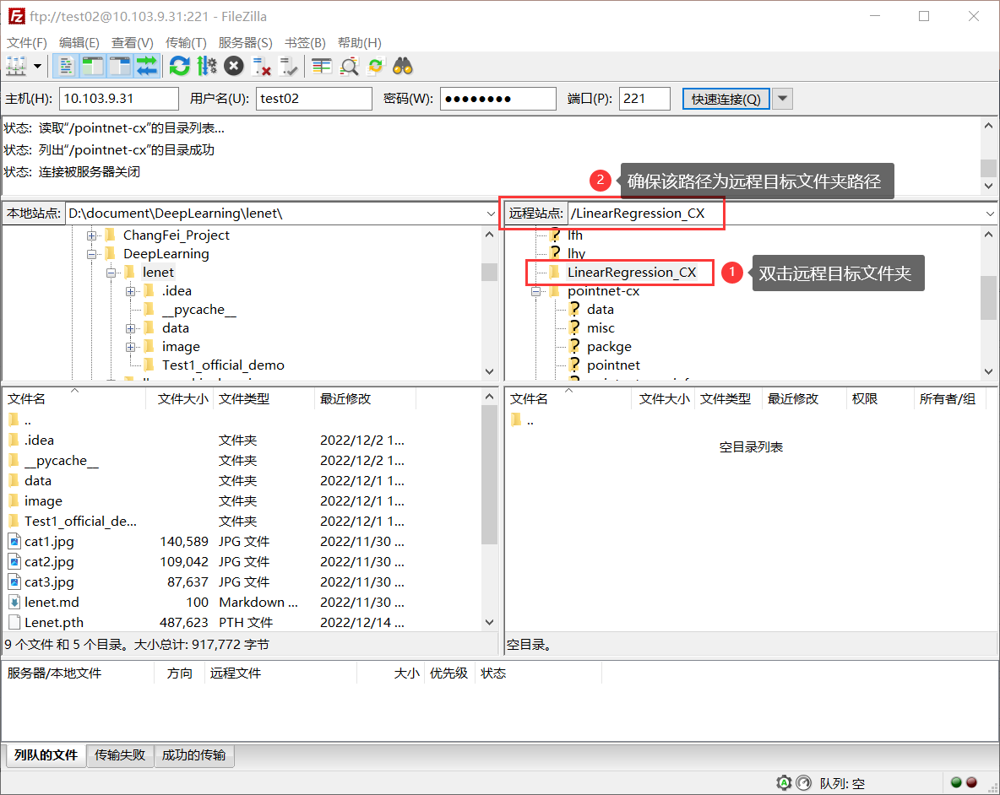 ftp://test02@10.103.9.31:221 - FileZilla
文件(F) 编辑(E) 查看(V) 传输(T) 服务器(S) 书签(B) 帮助(H)
主机(H): 10.103.9.31 用户名(U): test02 密码(W): ●●●●●●●● 端口(P): 221 快速连接(Q)
状态: 读取“/pointnet-cx”的目录列表...
状态: 列出“/pointnet-cx”的目录成功
状态: 连接被服务器关闭
2 确保该路径为远程目标文件夹路径
本地站点: D:\document\DeepLearning\lenet\
ChangFei_Project
DeepLearning
lenet
.idea
__pycache__
data
image
Test1_official_demo
远程站点: /LinearRegression_CX
lfh
lhy
LinearRegression_CX
1 双击远程目标文件夹
pointnet-cx
data
misc
packge
pointnet
文件名 文件大小 文件类型 最近修改
..
.idea 文件夹 2022/12/2 1...
__pycache__ 文件夹 2022/12/2 1...
data 文件夹 2022/12/1 1...
image 文件夹 2022/12/1 1...
Test1_official_de... 文件夹 2022/12/1 1...
cat1.jpg 140,589 JPG 文件 2022/11/30 ...
cat2.jpg 109,042 JPG 文件 2022/11/30 ...
cat3.jpg 87,637 JPG 文件 2022/11/30 ...
lenet.md 100 Markdown ... 2022/11/30 ...
Lenet.pth 487,623 PTH 文件 2022/12/14 ...
9 个文件 和 5 个目录。大小总计: 917,772 字节
文件名 文件大小 文件类型 最近修改 权限 所有者/组
..
空目录列表
空目录。
服务器/本地文件 方向 远程文件 大小 优先级 状态
列队的文件 传输失败 成功的传输
队列: 空